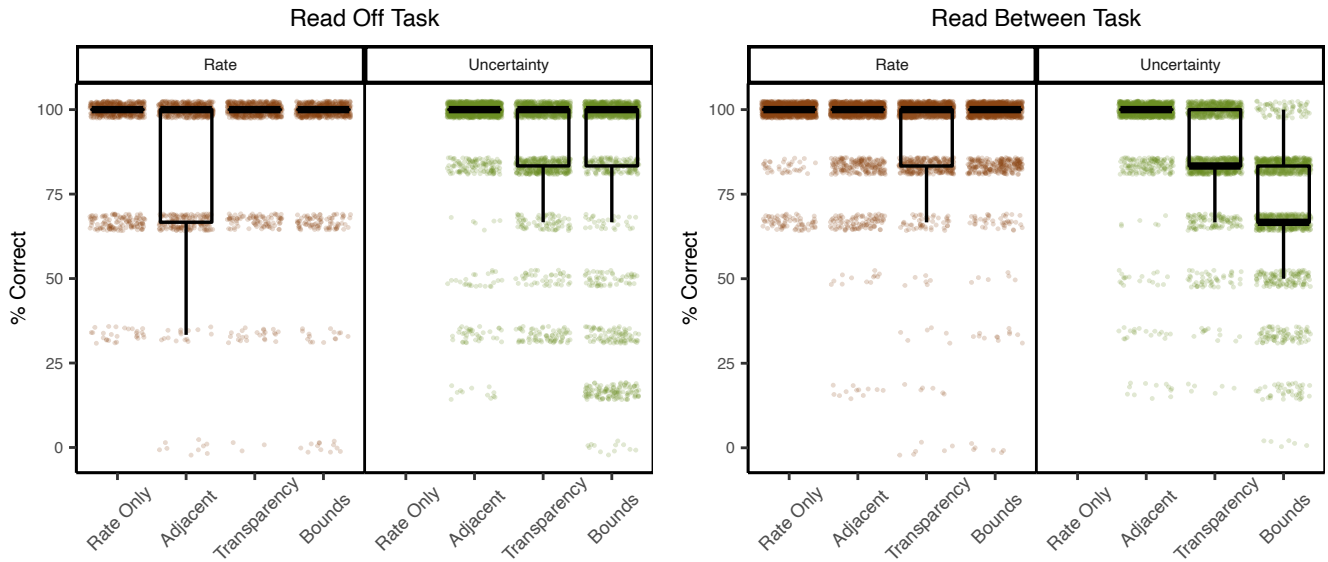 Read Off Task
Rate
Uncertainty
% Correct
100
75
50
25
0
Rate Only
Adjacent
Transparency
Bounds
Rate Only
Adjacent
Transparency
Bounds
Read Between Task
Rate
Uncertainty
% Correct
100
75
50
25
0
Rate Only
Adjacent
Transparency
Bounds
Rate Only
Adjacent
Transparency
Bounds